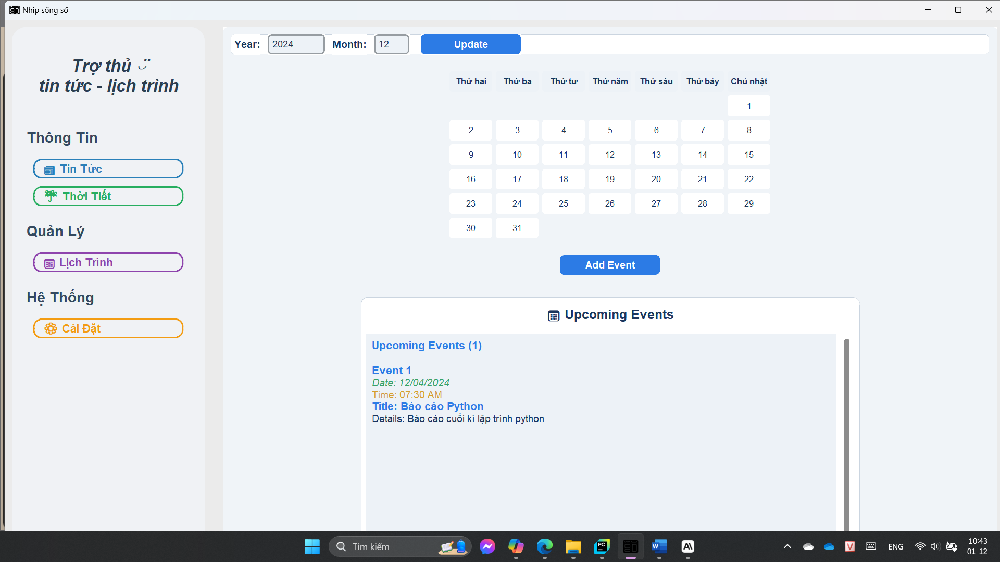 Nhịp sống số
Trợ thủ
tin tức - lịch trình
Thông Tin
Tin Tức
Thời Tiết
Quản Lý
Lịch Trình
Hệ Thống
Cài Đặt
Year: 2024 Month: 12 Update
Thứ hai Thứ ba Thứ tư Thứ năm Thứ sáu Thứ bảy Chủ nhật
1
2 3 4 5 6 7 8
9 10 11 12 13 14 15
16 17 18 19 20 21 22
23 24 25 26 27 28 29
30 31
Add Event
Upcoming Events
Upcoming Events (1)
Event 1
Date: 12/04/2024
Time: 07:30 AM
Title: Báo cáo Python
Details: Báo cáo cuối kì lập trình python
Tìm kiếm
ENG
10:43
01-12